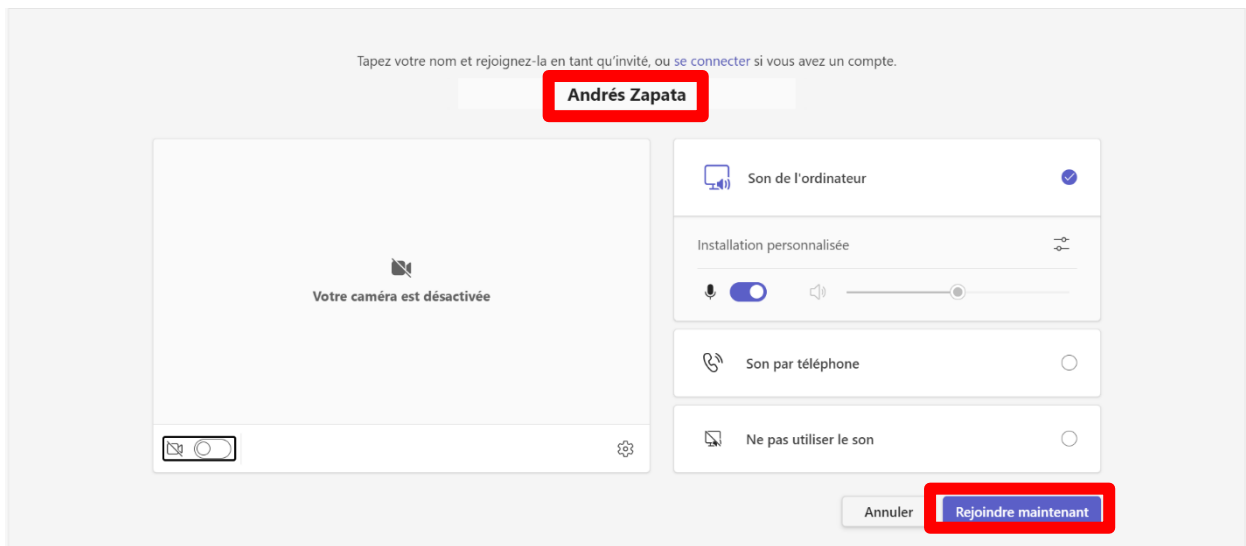 Tapez votre nom et rejoignez-la en tant qu'invité, ou se connecter si vous avez un compte.
Andrés Zapata
Votre caméra est désactivée
Son de l'ordinateur
Installation personnalisée
Son par téléphone
Ne pas utiliser le son
Annuler
Rejoindre maintenant